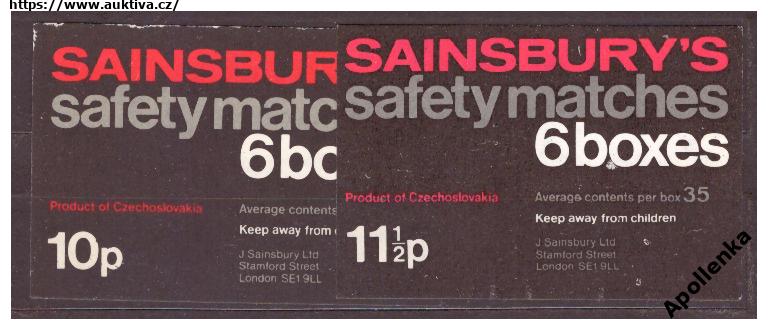 https://www.auktiva.cz/
SAINSBUR
safety matc
6 bo
Product of Czechoslovakia
Average contents
Keep away from
10p
J Sainsbury Ltd
Stamford Street
London SE1 9LL
SAINSBURY'S
safety matches
6 boxes
Product of Czechoslovakia
Average contents per box 35
Keep away from children
11½p
J Sainsbury Ltd
Stamford Street
London SE1 9LL
Apollenka